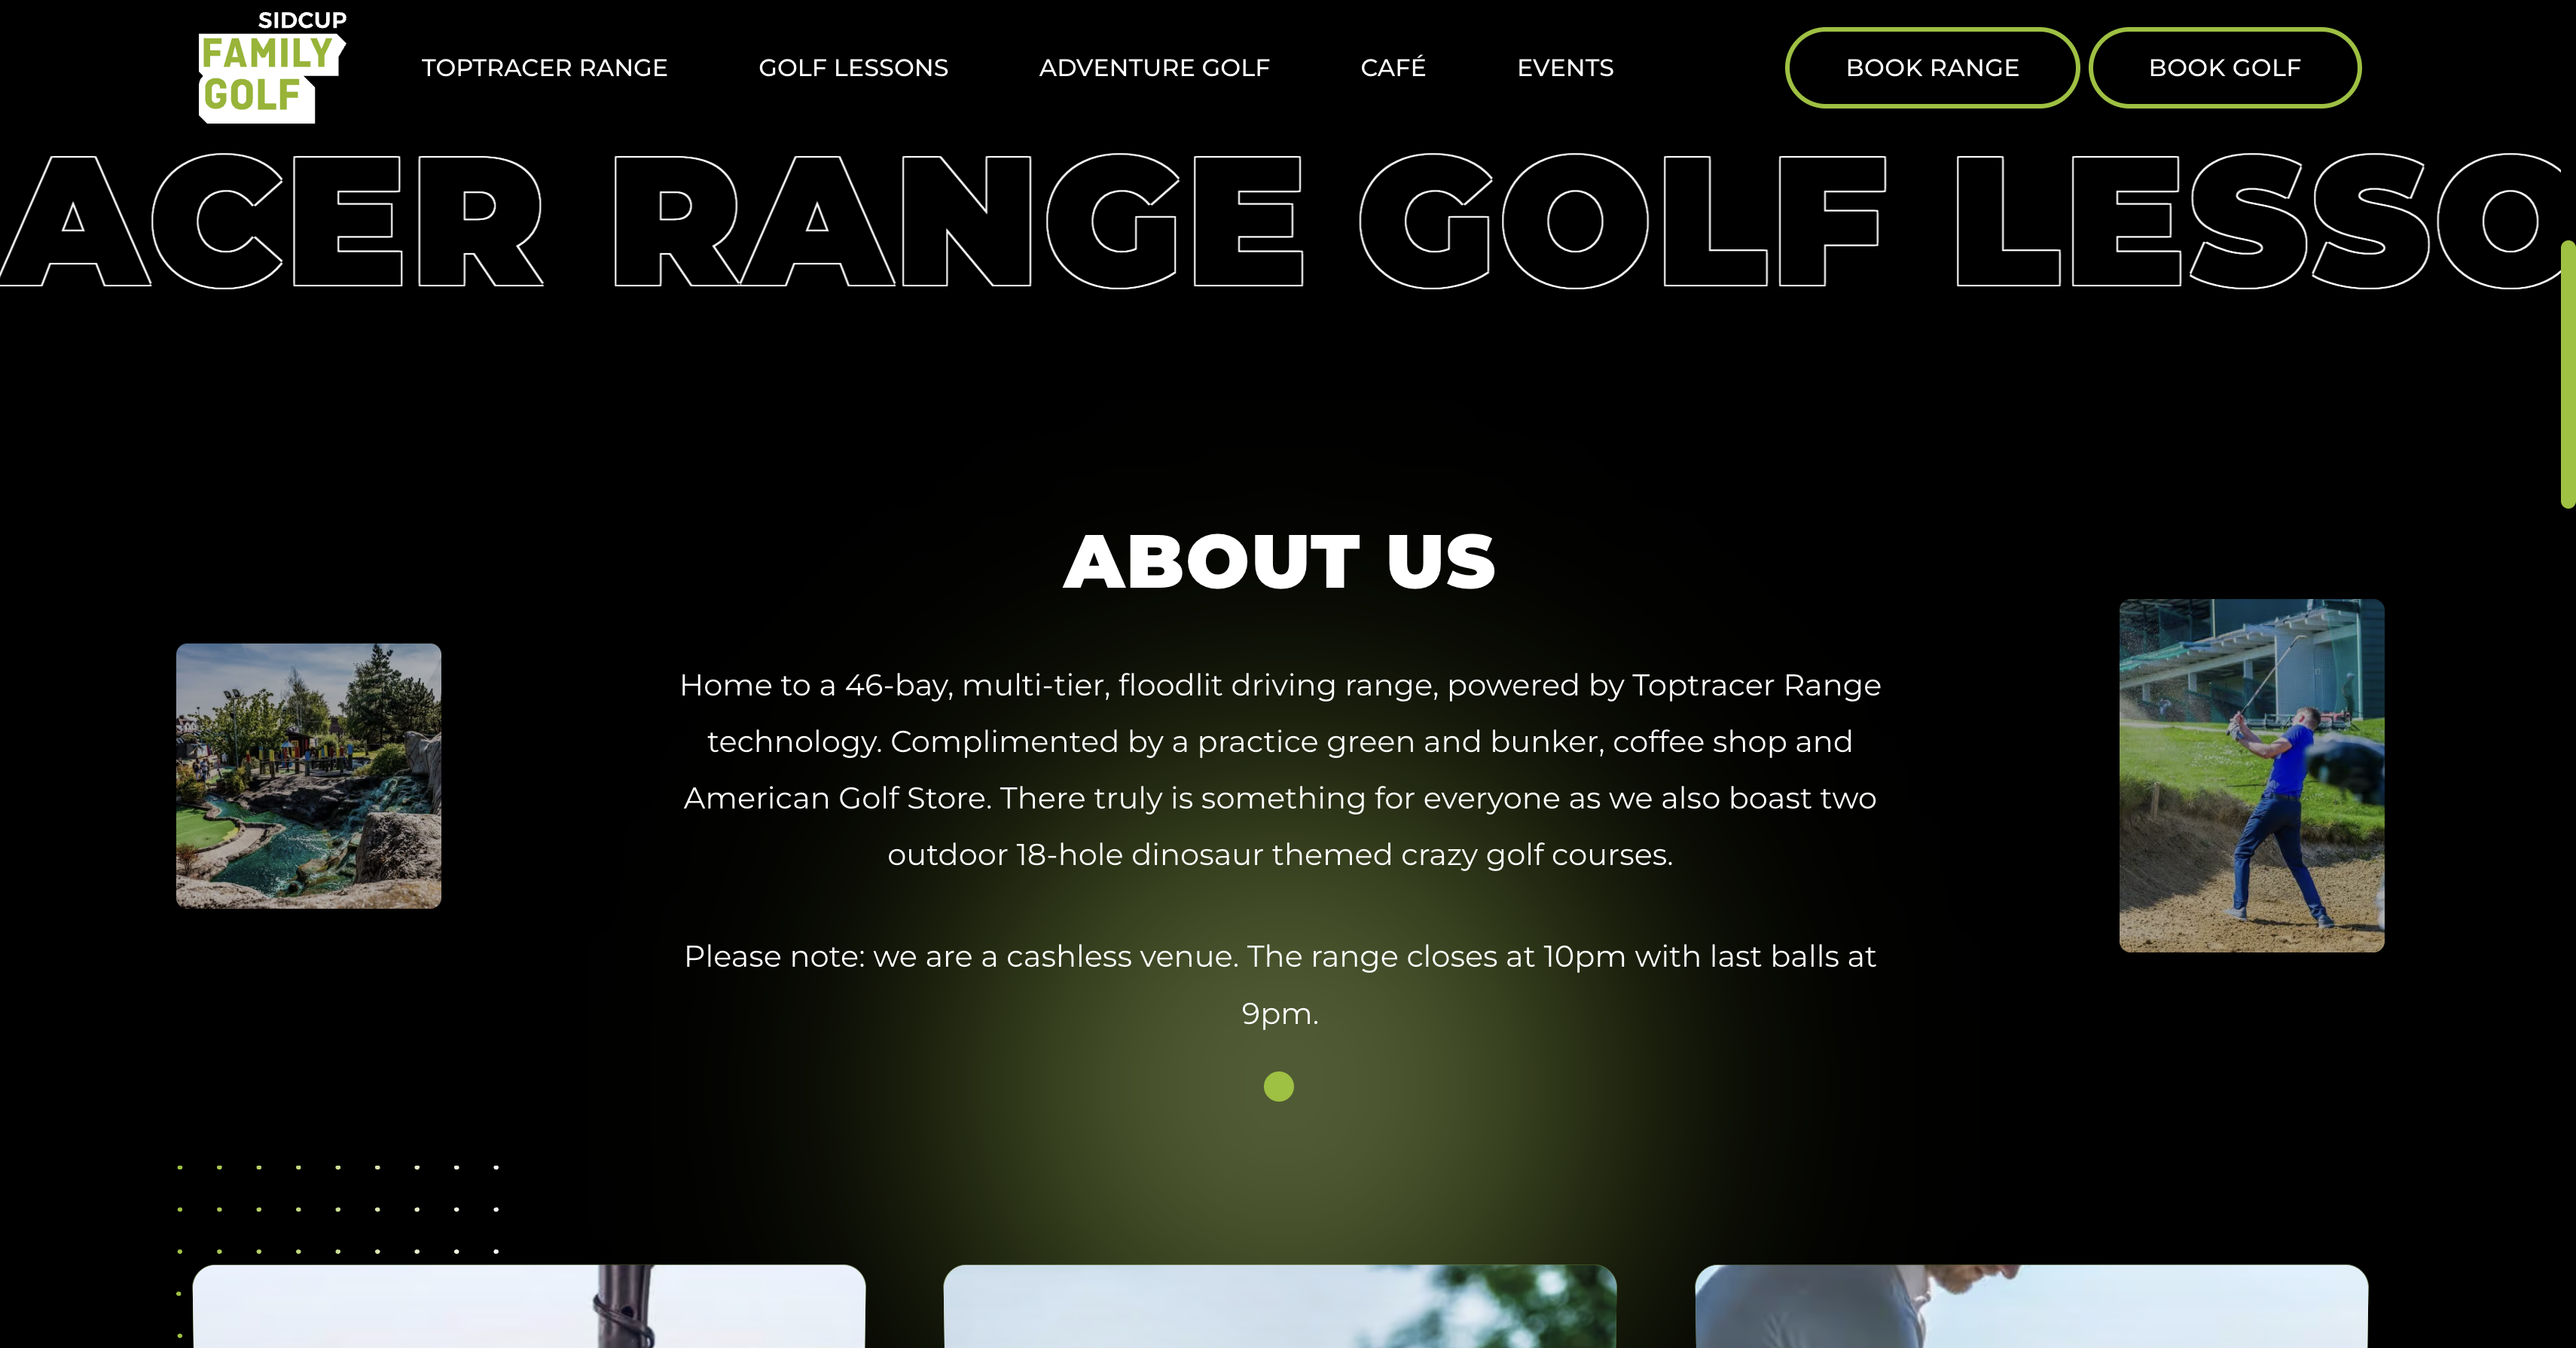 SIDCUP
FAMILY
GOLF
TOPTRACER RANGE
GOLF LESSONS
ADVENTURE GOLF
CAFÉ
EVENTS
BOOK RANGE
BOOK GOLF
ACER RANGE GOLF LESSO
ABOUT US
Home to a 46-bay, multi-tier, floodlit driving range, powered by Toptracer Range
technology. Complimented by a practice green and bunker, coffee shop and
American Golf Store. There truly is something for everyone as we also boast two
outdoor 18-hole dinosaur themed crazy golf courses.
Please note: we are a cashless venue. The range closes at 10pm with last balls at
9pm.